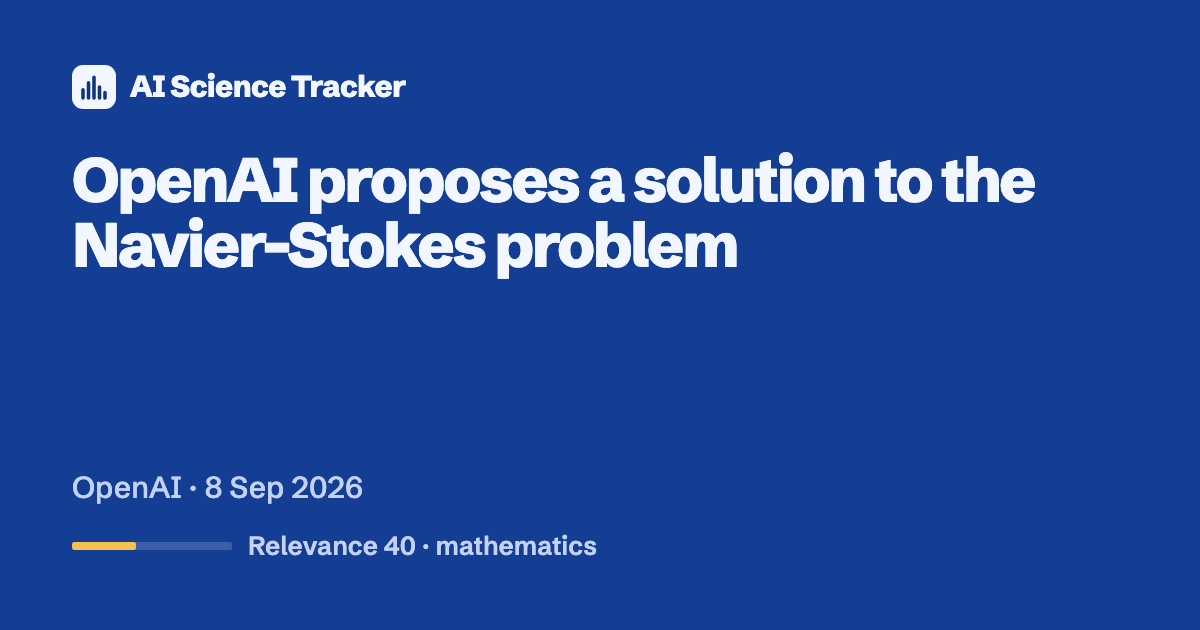 AI Science Tracker
OpenAI proposes a solution to the
Navier–Stokes problem
OpenAI · 8 Sep 2026
Relevance 40 · mathematics